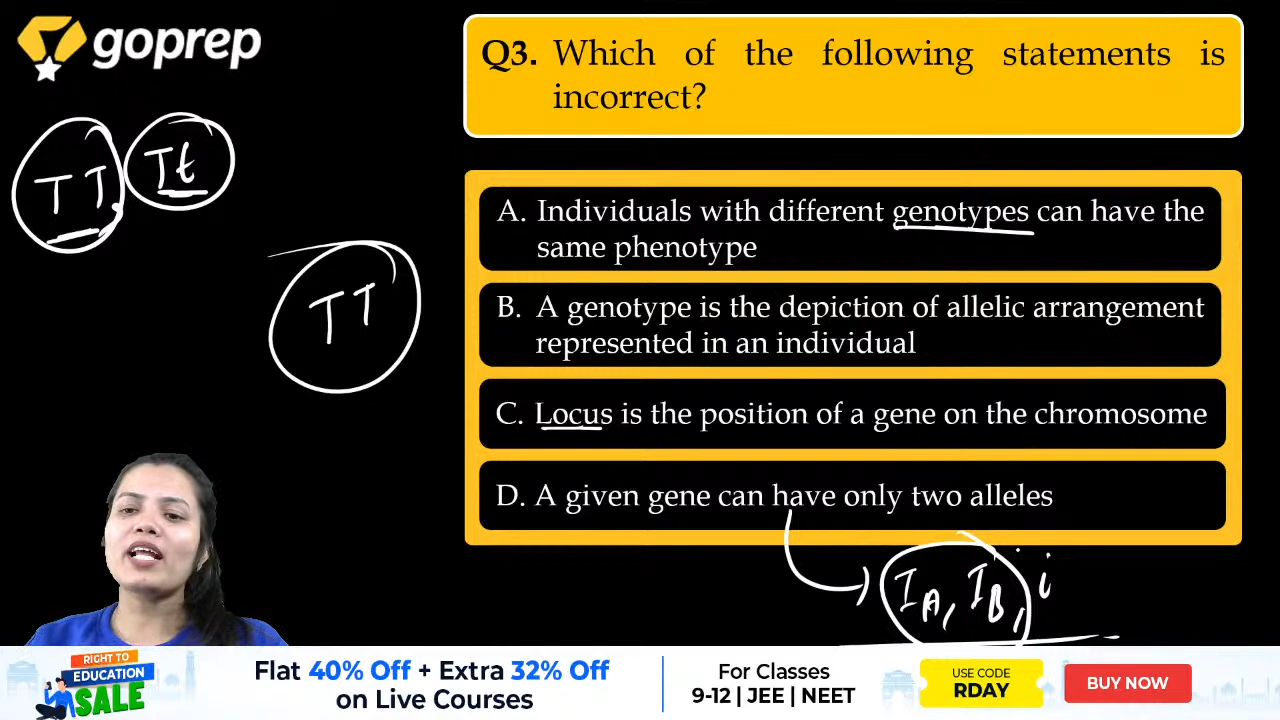 goprep
Q3. Which of the following statements is
incorrect?
TT
Tt
TT
A. Individuals with different genotypes can have the
same phenotype
B. A genotype is the depiction of allelic arrangement
represented in an individual
C. Locus is the position of a gene on the chromosome
D. A given gene can have only two alleles
IA, IB, i
RIGHT TO
EDUCATION
SALE
Flat 40% Off + Extra 32% Off
on Live Courses
For Classes
9-12 | JEE | NEET
USE CODE
RDAY
BUY NOW